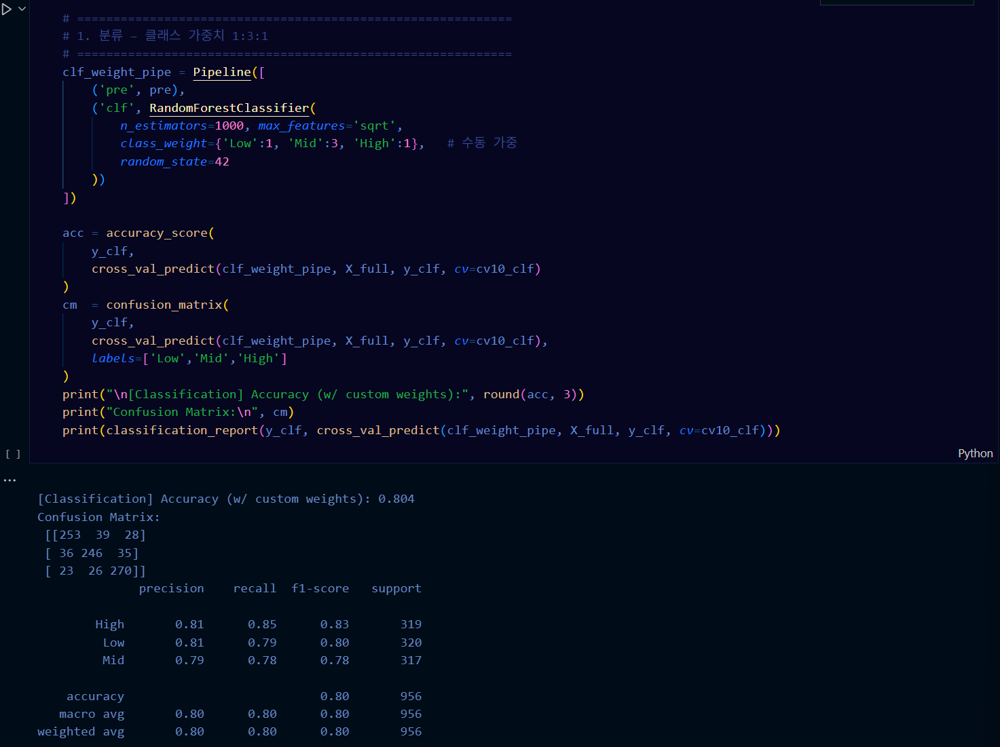 # ============================================================
# 1. 분류 – 클래스 가중치 1:3:1
# ============================================================
clf_weight_pipe = Pipeline([
    ('pre', pre),
    ('clf', RandomForestClassifier(
        n_estimators=1000, max_features='sqrt',
        class_weight={'Low':1, 'Mid':3, 'High':1},   # 수동 가중
        random_state=42
    ))
])

acc = accuracy_score(
    y_clf,
    cross_val_predict(clf_weight_pipe, X_full, y_clf, cv=cv10_clf)
)
cm  = confusion_matrix(
    y_clf,
    cross_val_predict(clf_weight_pipe, X_full, y_clf, cv=cv10_clf),
    labels=['Low','Mid','High']
)
print("\n[Classification] Accuracy (w/ custom weights):", round(acc, 3))
print("Confusion Matrix:\n", cm)
print(classification_report(y_clf, cross_val_predict(clf_weight_pipe, X_full, y_clf, cv=cv10_clf)))
[ ]
Python
...
[Classification] Accuracy (w/ custom weights): 0.804
Confusion Matrix:
 [[253  39  28]
 [ 36 246  35]
 [ 23  26 270]]
              precision    recall  f1-score   support

        High       0.81      0.85      0.83       319
         Low       0.81      0.79      0.80       320
         Mid       0.79      0.78      0.78       317

    accuracy                           0.80       956
   macro avg       0.80      0.80      0.80       956
weighted avg       0.80      0.80      0.80       956